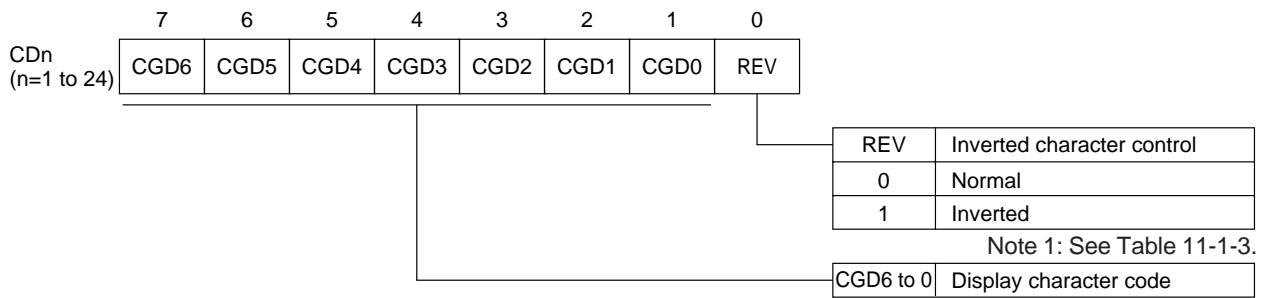 7 6 5 4 3 2 1 0
CDn
(n=1 to 24)
CGD6 CGD5 CGD4 CGD3 CGD2 CGD1 CGD0 REV
REV Inverted character control
0 Normal
1 Inverted
Note 1: See Table 11-1-3.
CGD6 to 0 Display character code